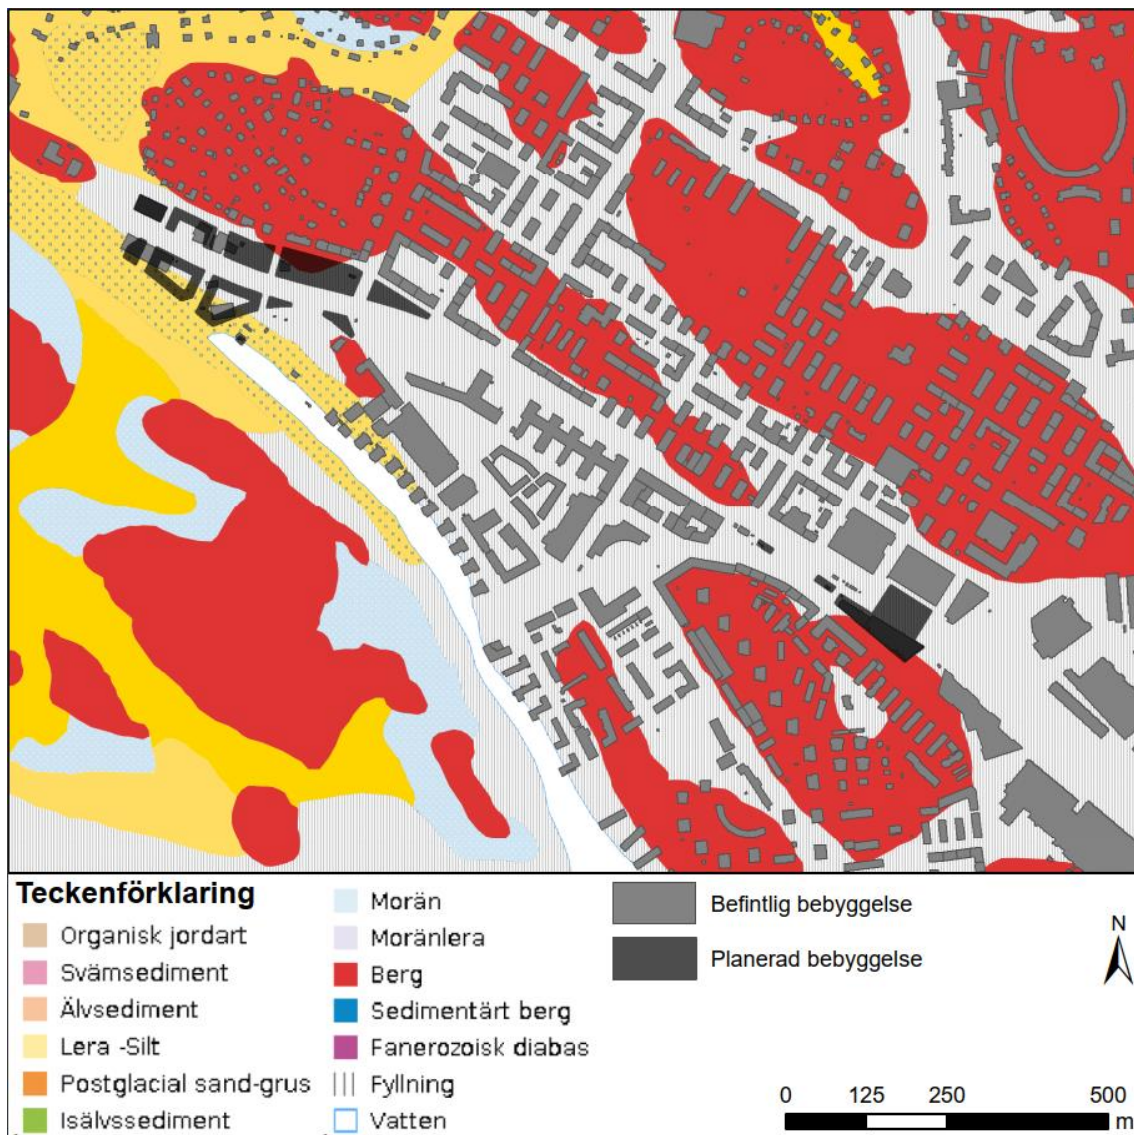 Teckenförklaring
Organisk jordart
Svämsediment
Älvsediment
Lera -Silt
Postglacial sand-grus
Isälvssediment
Morän
Moränlera
Berg
Sedimentärt berg
Fanerozoisk diabas
Fyllning
Vatten
Befintlig bebyggelse
Planerad bebyggelse
N
0 125 250 500
m